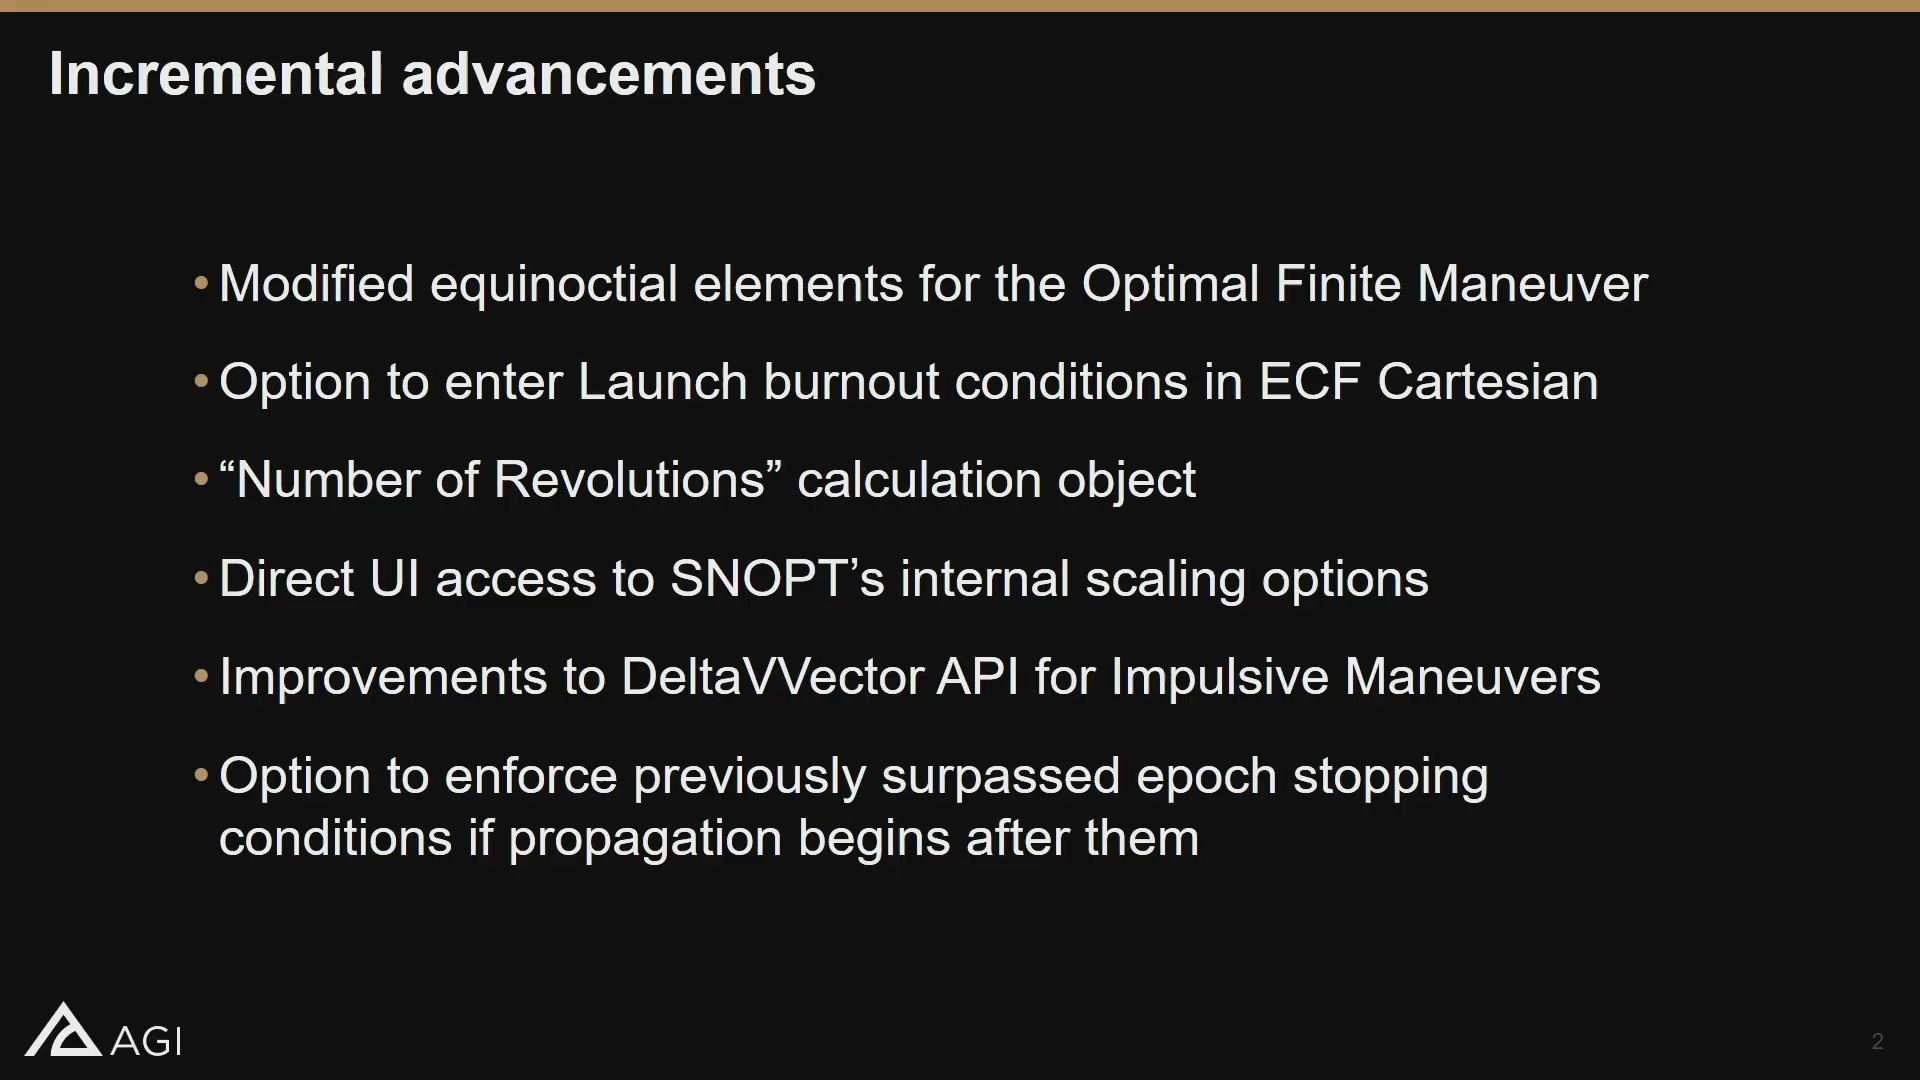 Incremental advancements
• Modified equinoctial elements for the Optimal Finite Maneuver
• Option to enter Launch burnout conditions in ECF Cartesian
• “Number of Revolutions” calculation object
• Direct UI access to SNOPT’s internal scaling options
• Improvements to DeltaVVector API for Impulsive Maneuvers
• Option to enforce previously surpassed epoch stopping
conditions if propagation begins after them
AGI
2